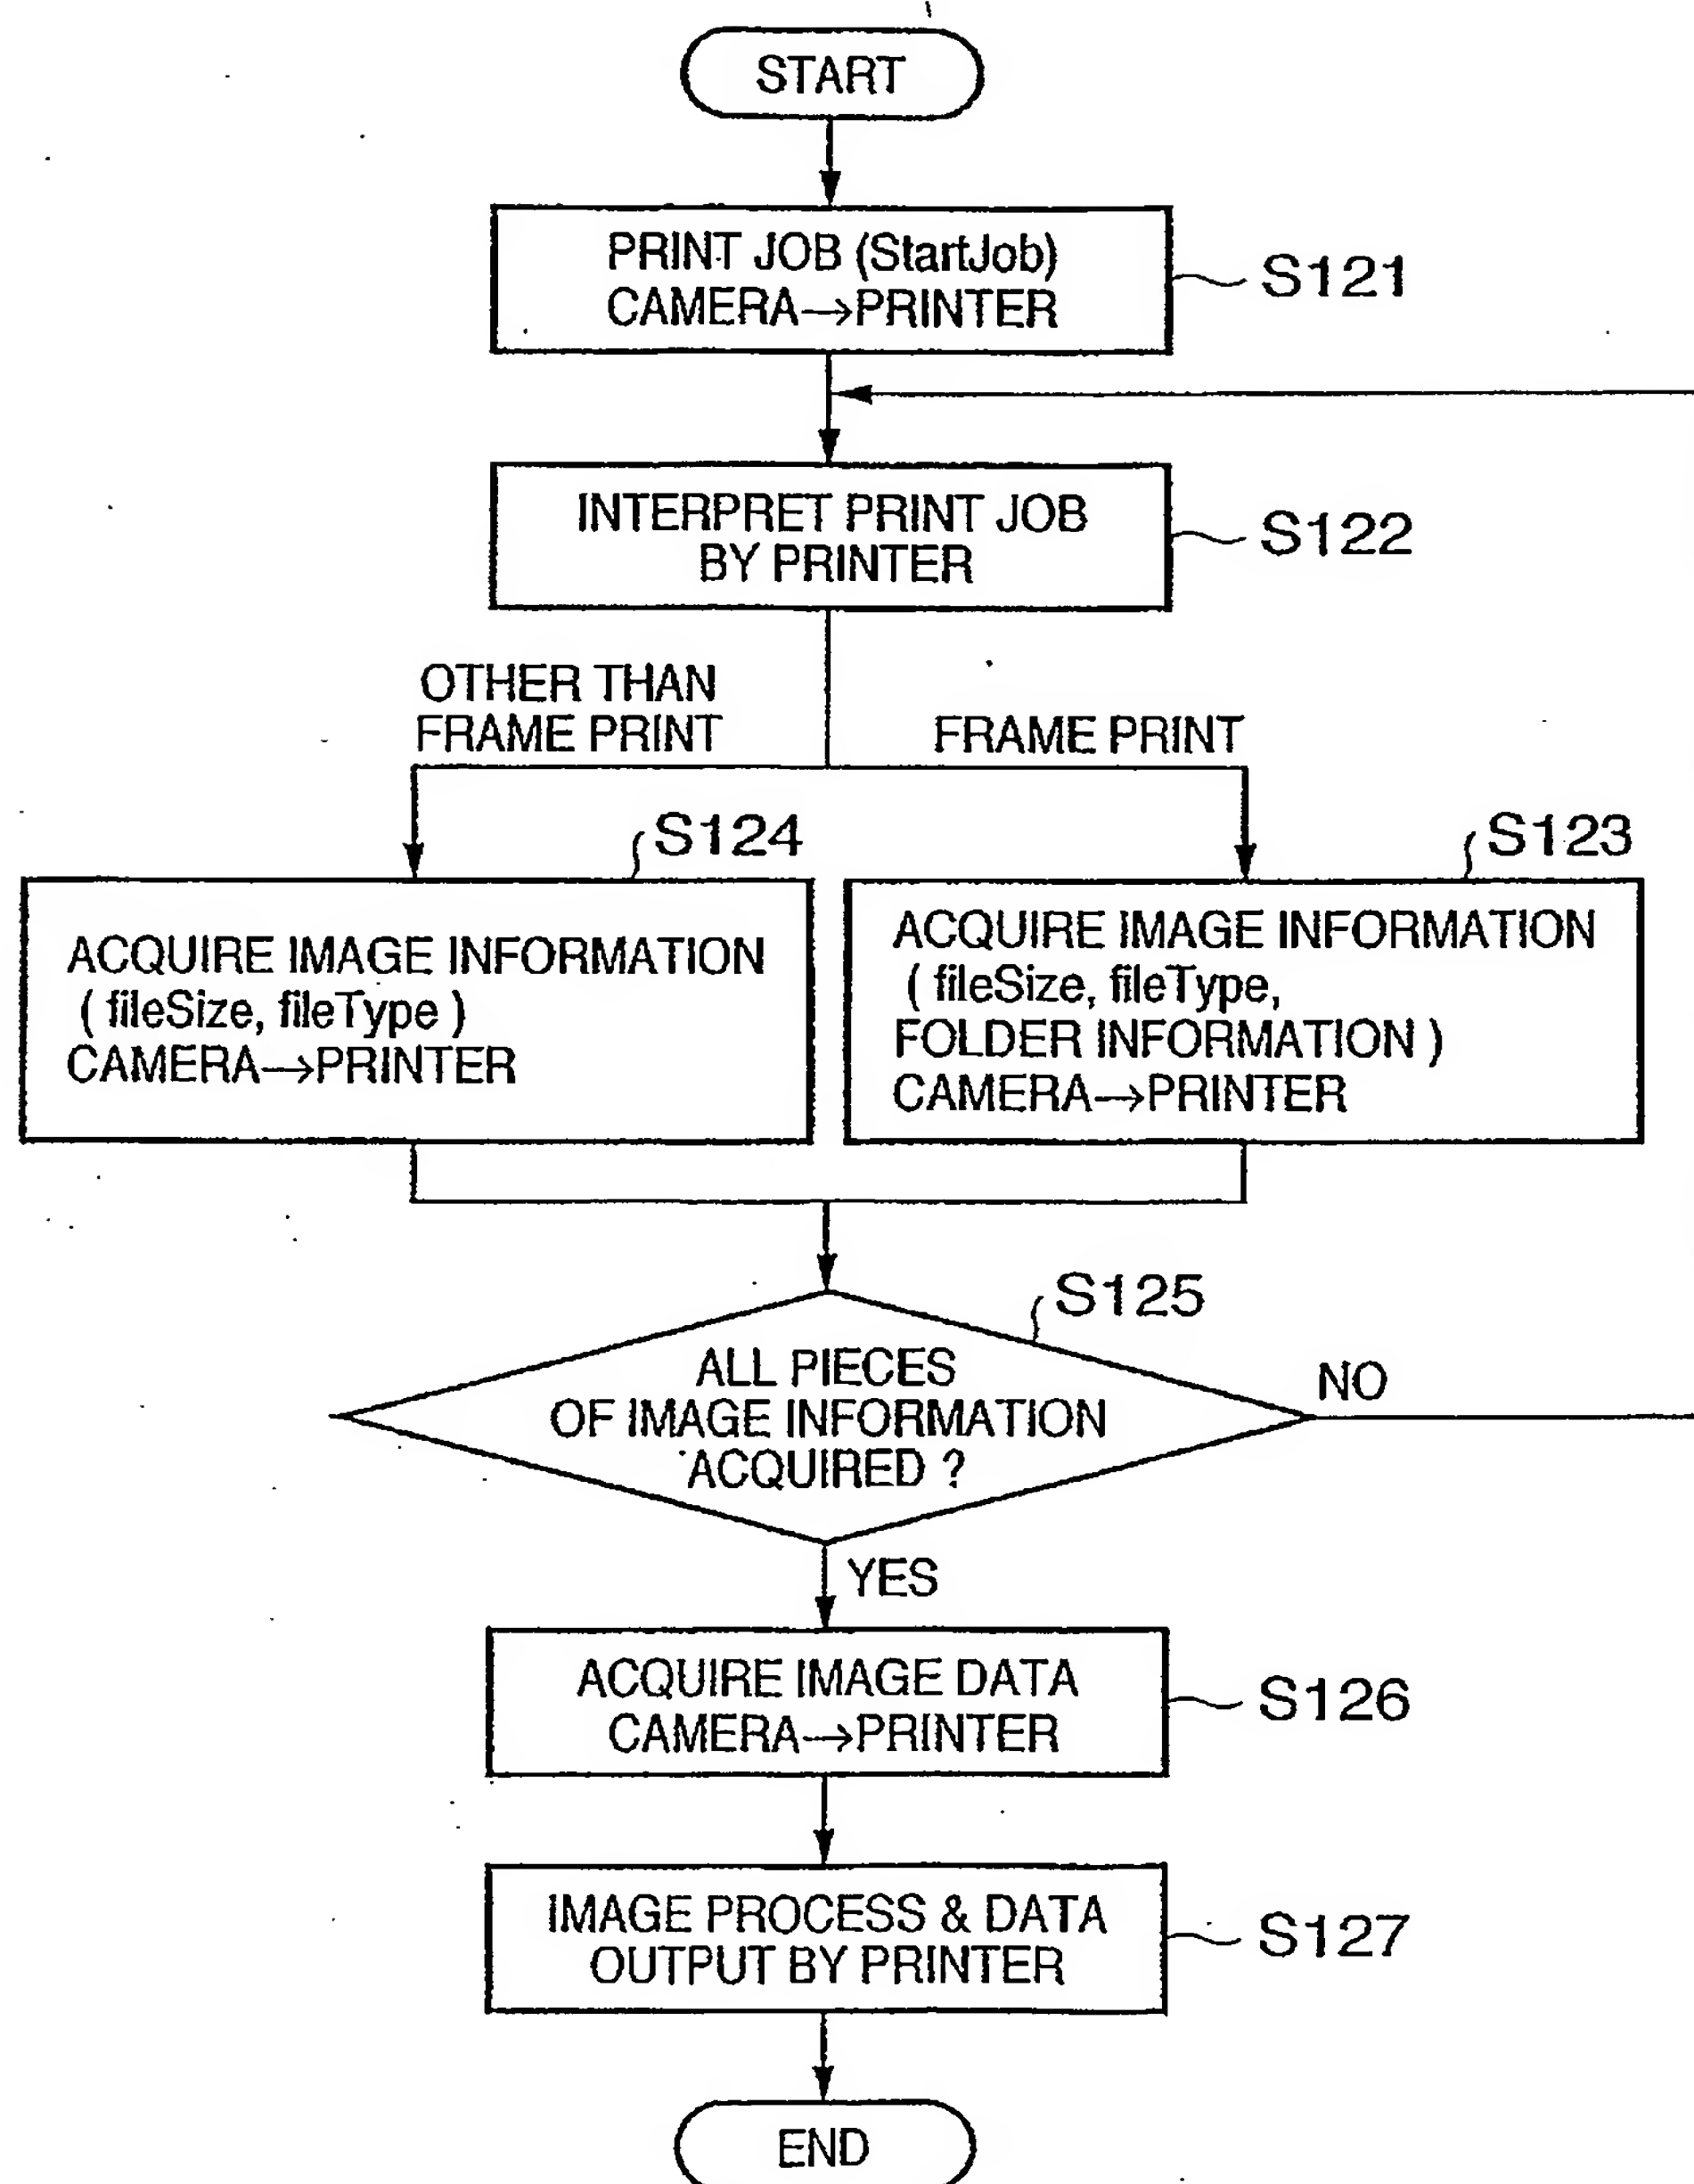 START
PRINT JOB (StartJob)
CAMERA→PRINTER
S121
INTERPRET PRINT JOB
BY PRINTER
S122
OTHER THAN
FRAME PRINT
FRAME PRINT
S124
ACQUIRE IMAGE INFORMATION
( fileSize, fileType )
CAMERA→PRINTER
S123
ACQUIRE IMAGE INFORMATION
( fileSize, fileType,
FOLDER INFORMATION )
CAMERA→PRINTER
S125
ALL PIECES
OF IMAGE INFORMATION
ACQUIRED ?
NO
YES
ACQUIRE IMAGE DATA
CAMERA→PRINTER
S126
IMAGE PROCESS & DATA
OUTPUT BY PRINTER
S127
END